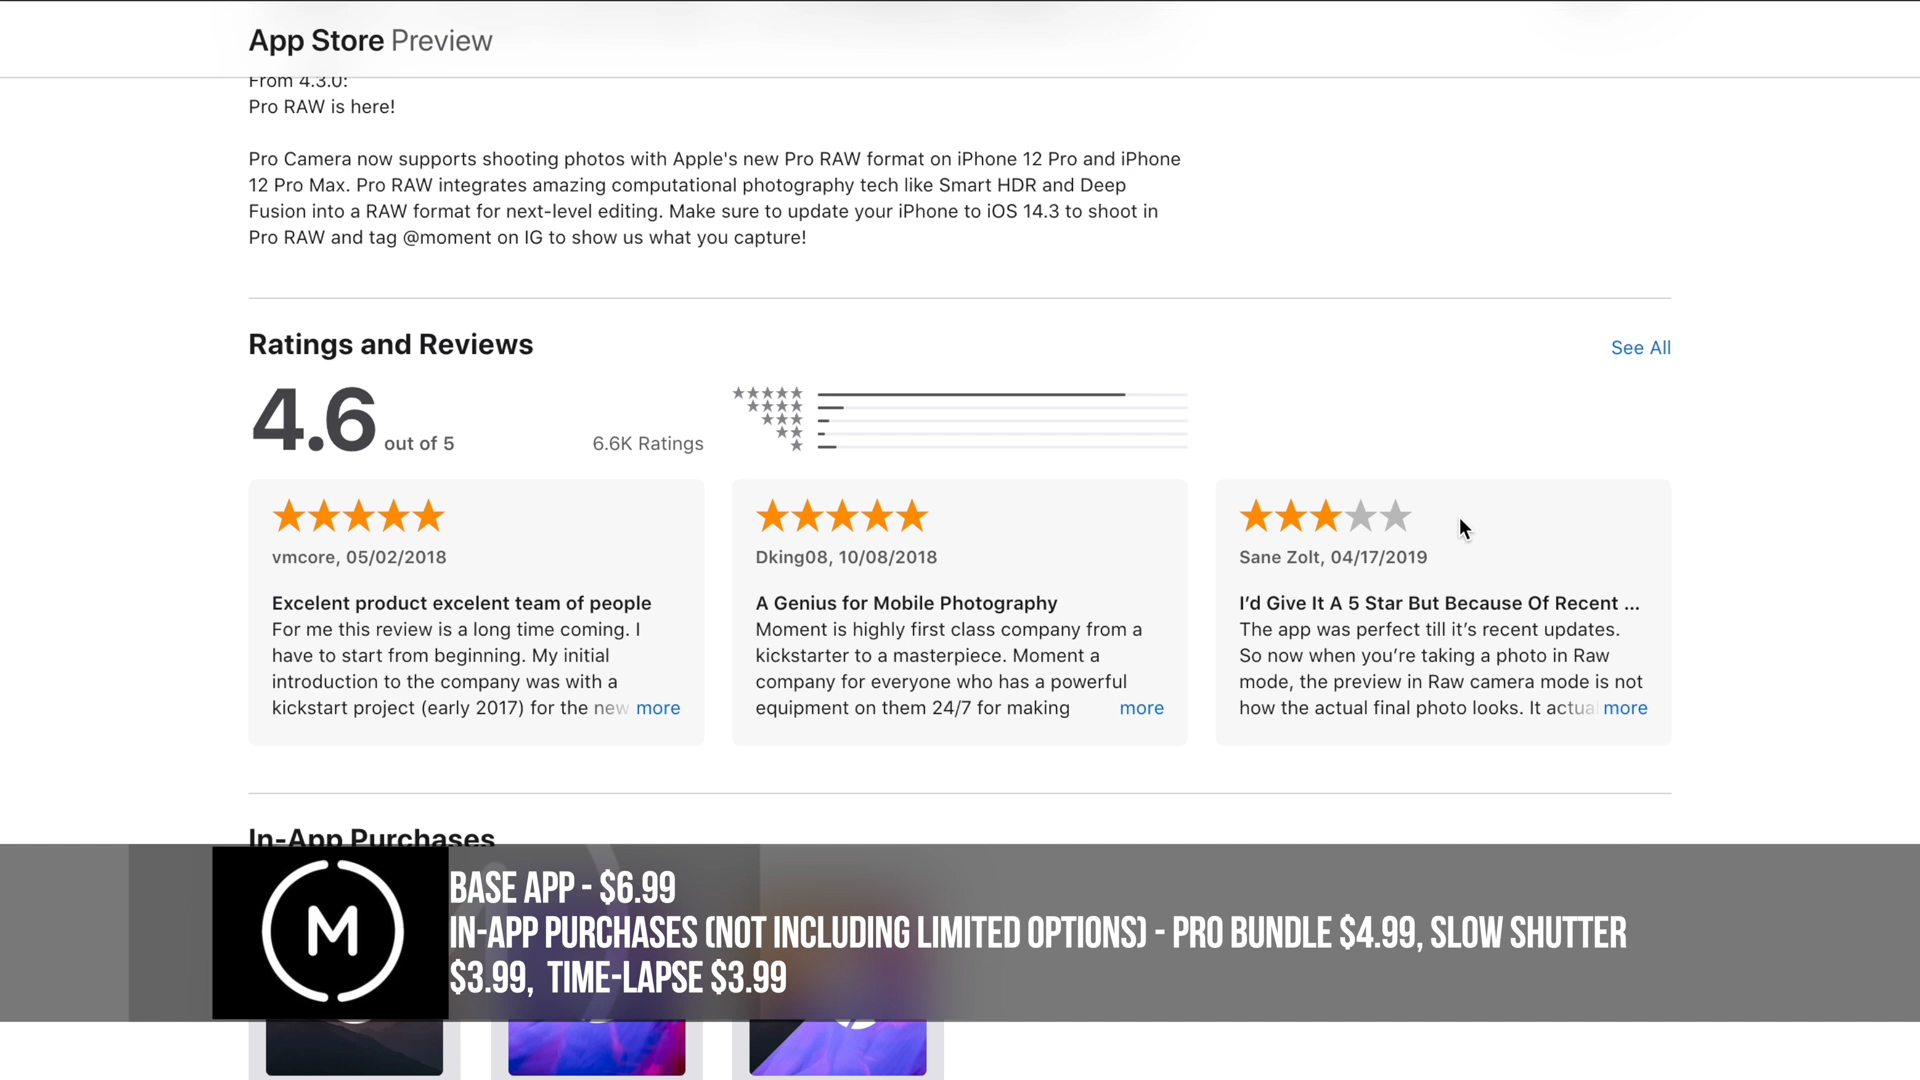 App Store Preview
From 4.3.0:
Pro RAW is here!
Pro Camera now supports shooting photos with Apple's new Pro RAW format on iPhone 12 Pro and iPhone
12 Pro Max. Pro RAW integrates amazing computational photography tech like Smart HDR and Deep
Fusion into a RAW format for next-level editing. Make sure to update your iPhone to iOS 14.3 to shoot in
Pro RAW and tag @moment on IG to show us what you capture!
Ratings and Reviews
See All
4.6 out of 5
6.6K Ratings
vmcore, 05/02/2018
Excelent product excelent team of people
For me this review is a long time coming. I
have to start from beginning. My initial
introduction to the company was with a
kickstart project (early 2017) for the new more
Dking08, 10/08/2018
A Genius for Mobile Photography
Moment is highly first class company from a
kickstarter to a masterpiece. Moment a
company for everyone who has a powerful
equipment on them 24/7 for making more
Sane Zolt, 04/17/2019
I'd Give It A 5 Star But Because Of Recent ...
The app was perfect till it's recent updates.
So now when you're taking a photo in Raw
mode, the preview in Raw camera mode is not
how the actual final photo looks. It actua more
In-App Purchases
M
BASE APP - $6.99
IN-APP PURCHASES (NOT INCLUDING LIMITED OPTIONS) - PRO BUNDLE $4.99, SLOW SHUTTER
$3.99, TIME-LAPSE $3.99